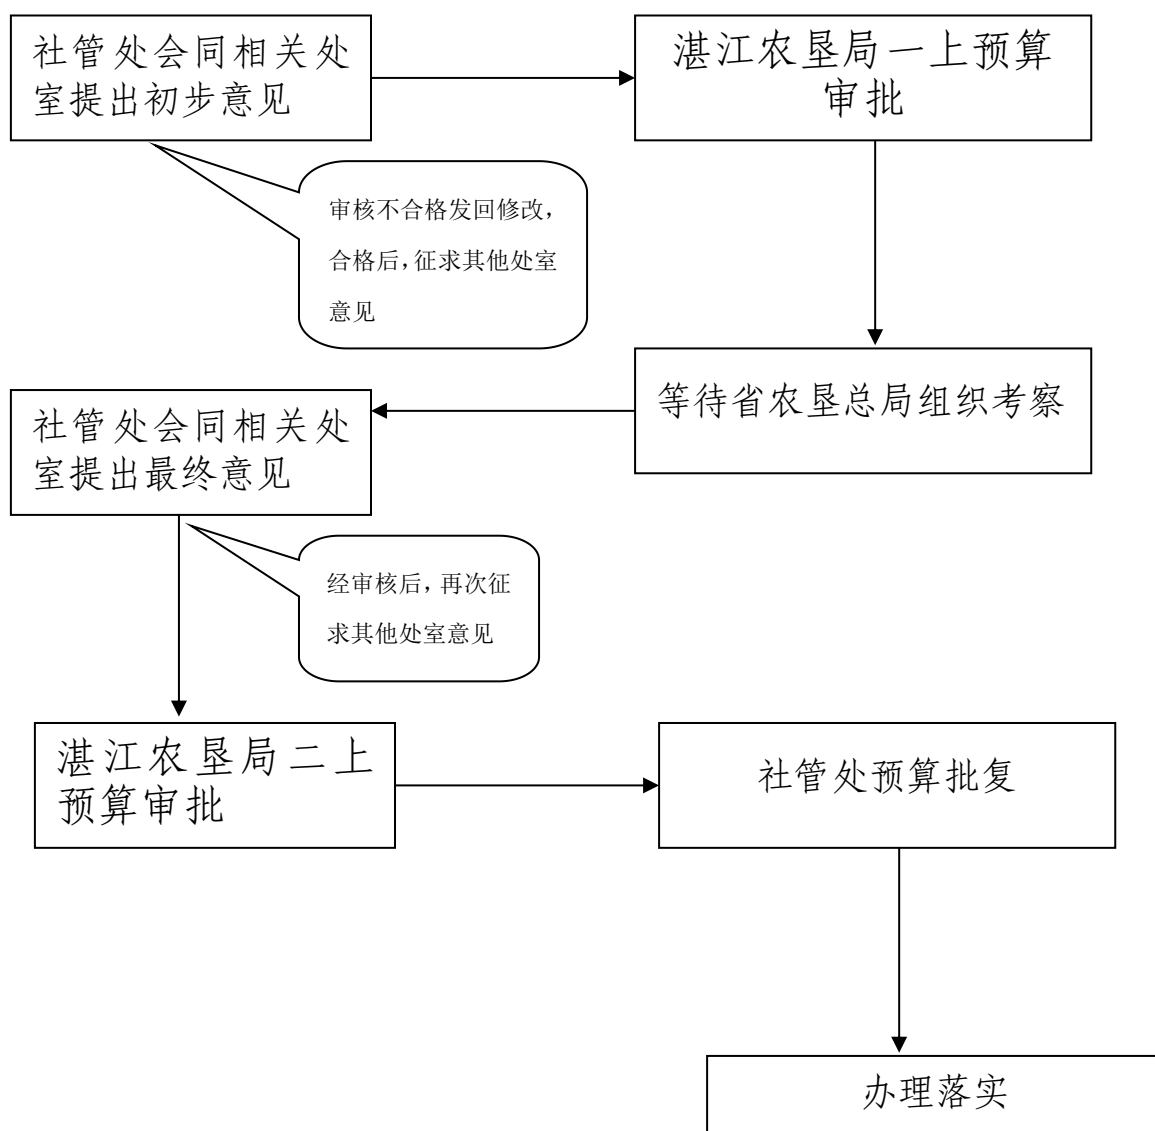 社管处会同相关处
室提出初步意见
湛江农垦局一上预算
审批
审核不合格发回修改，
合格后，征求其他处室
意见
等待省农垦总局组织考察
社管处会同相关处
室提出最终意见
经审核后，再次征
求其他处室意见
湛江农垦局二上
预算审批
社管处预算批复
办理落实